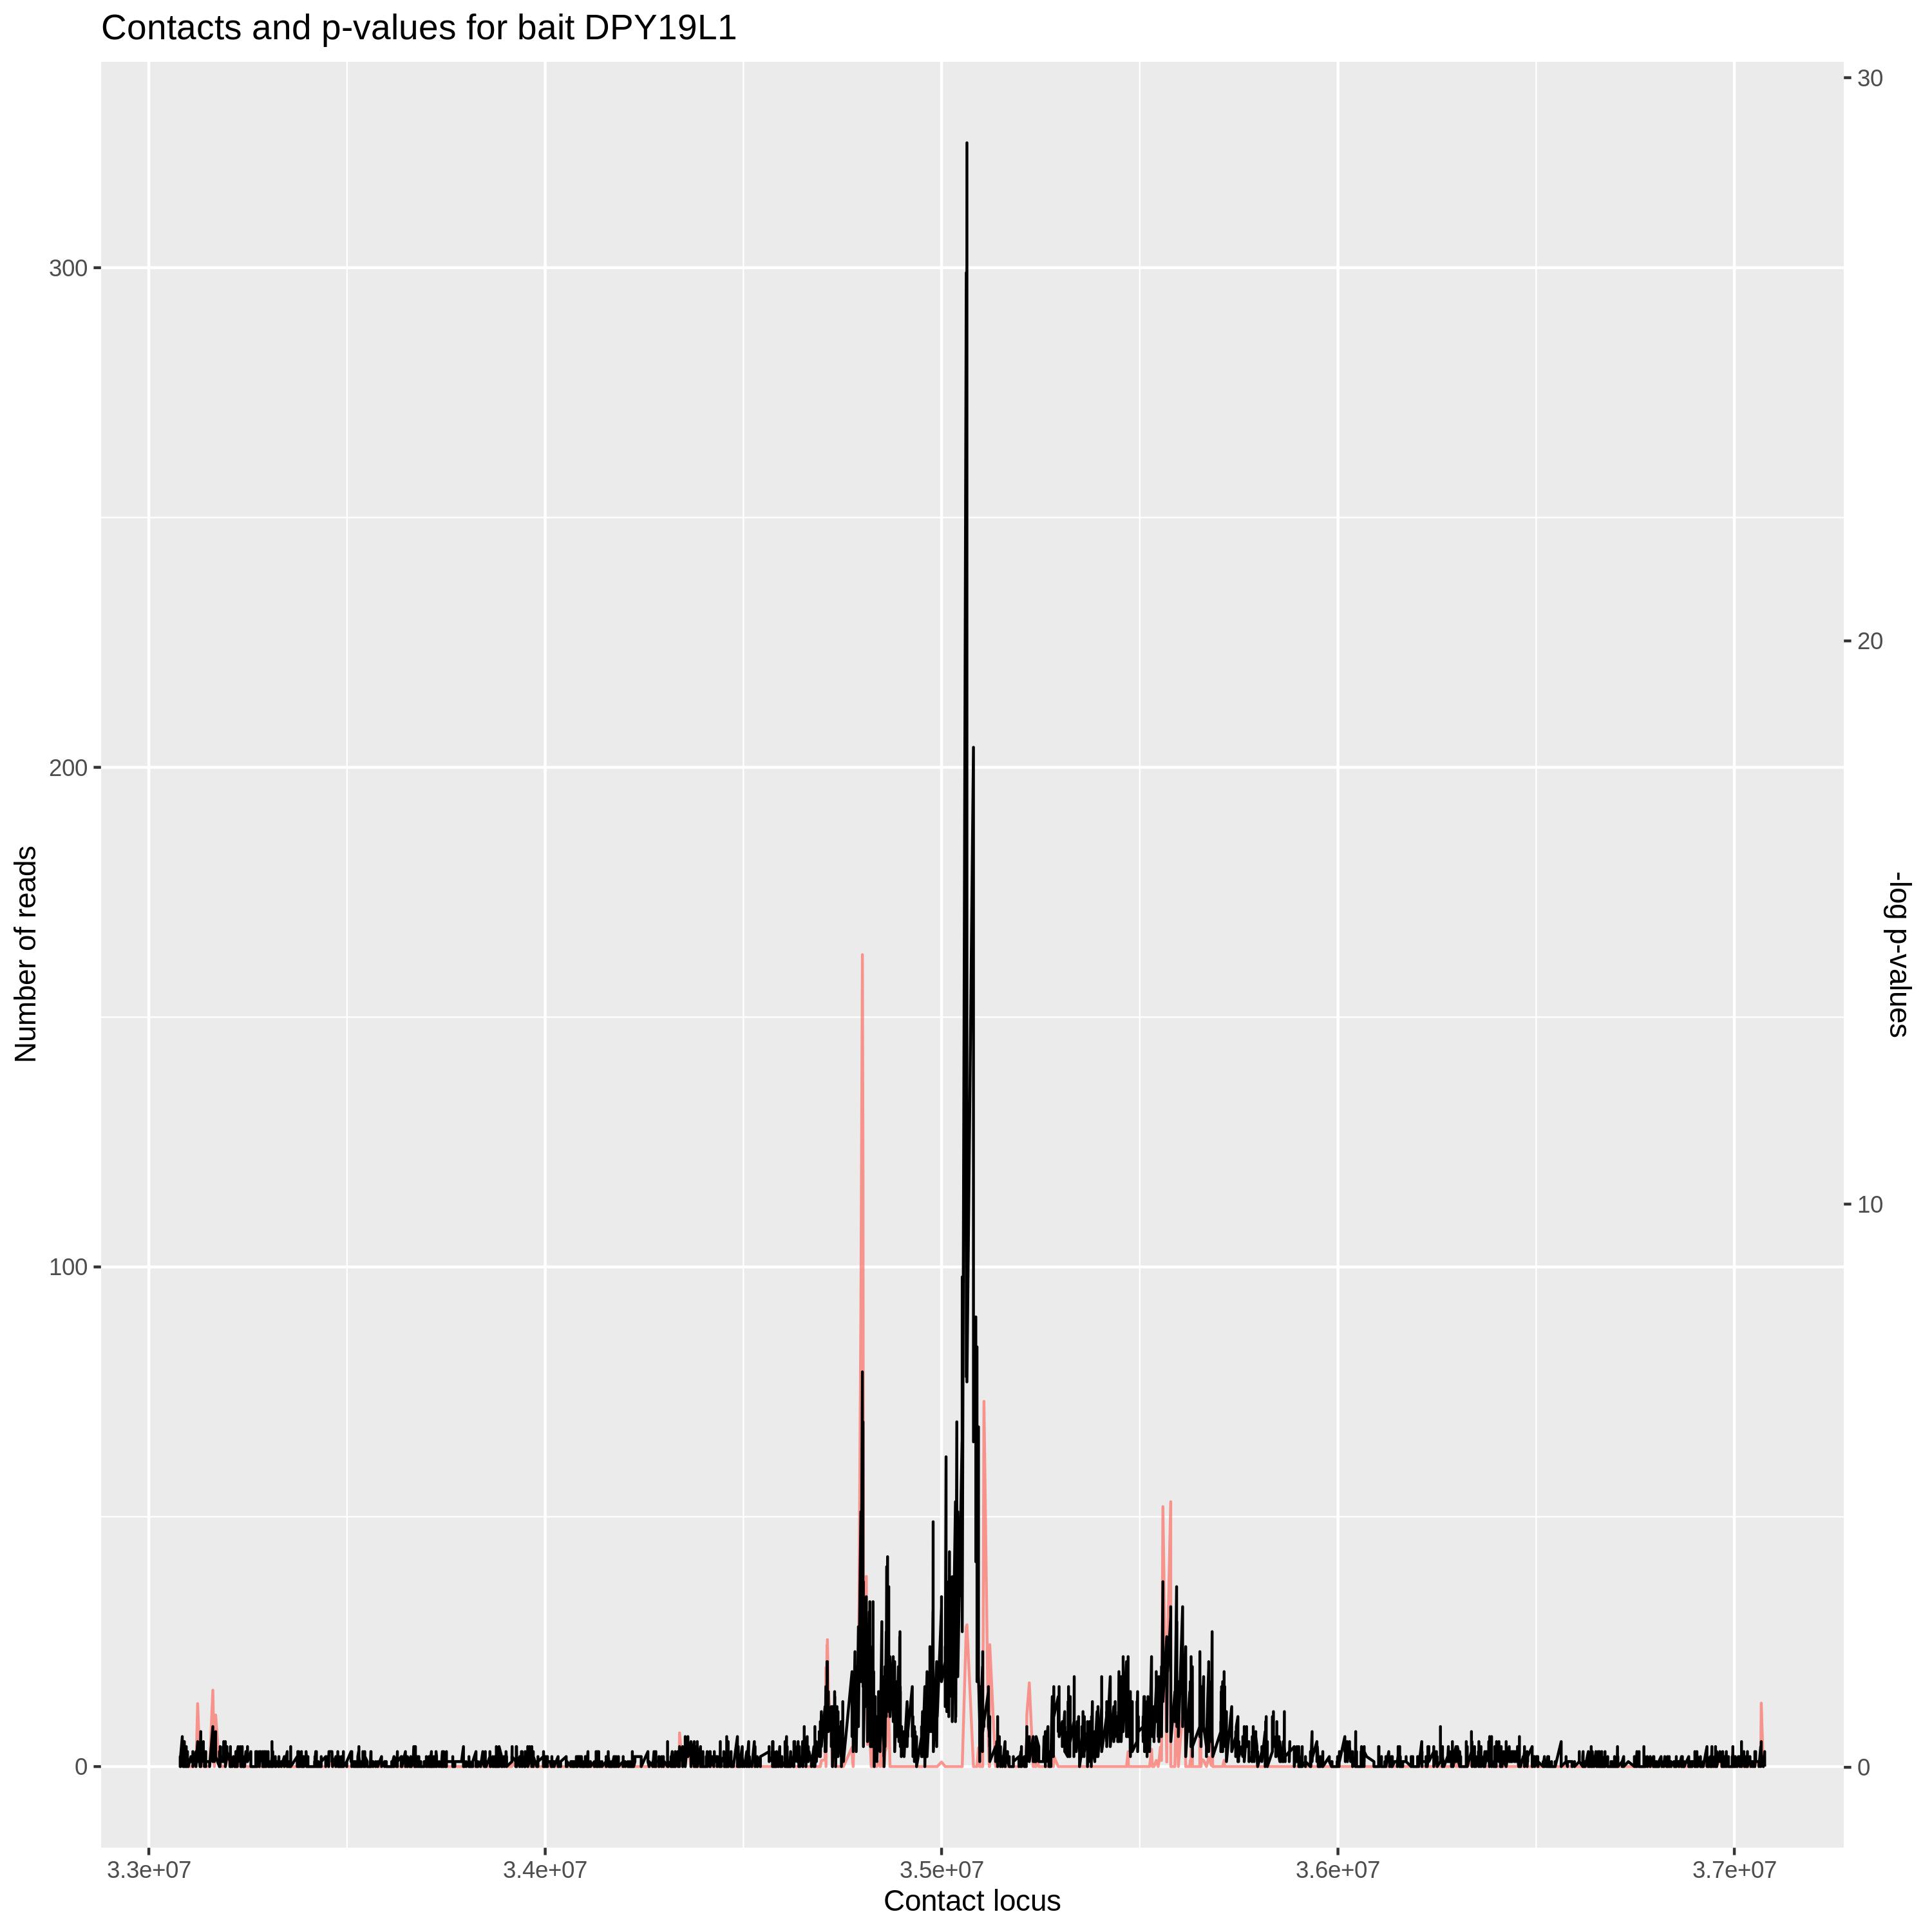 Contacts and p-values for bait DPY19L1
Number of reads
300
200
100
0
30
20
10
0
-log p-values
3.3e+07 3.4e+07 3.5e+07 3.6e+07 3.7e+07
Contact locus